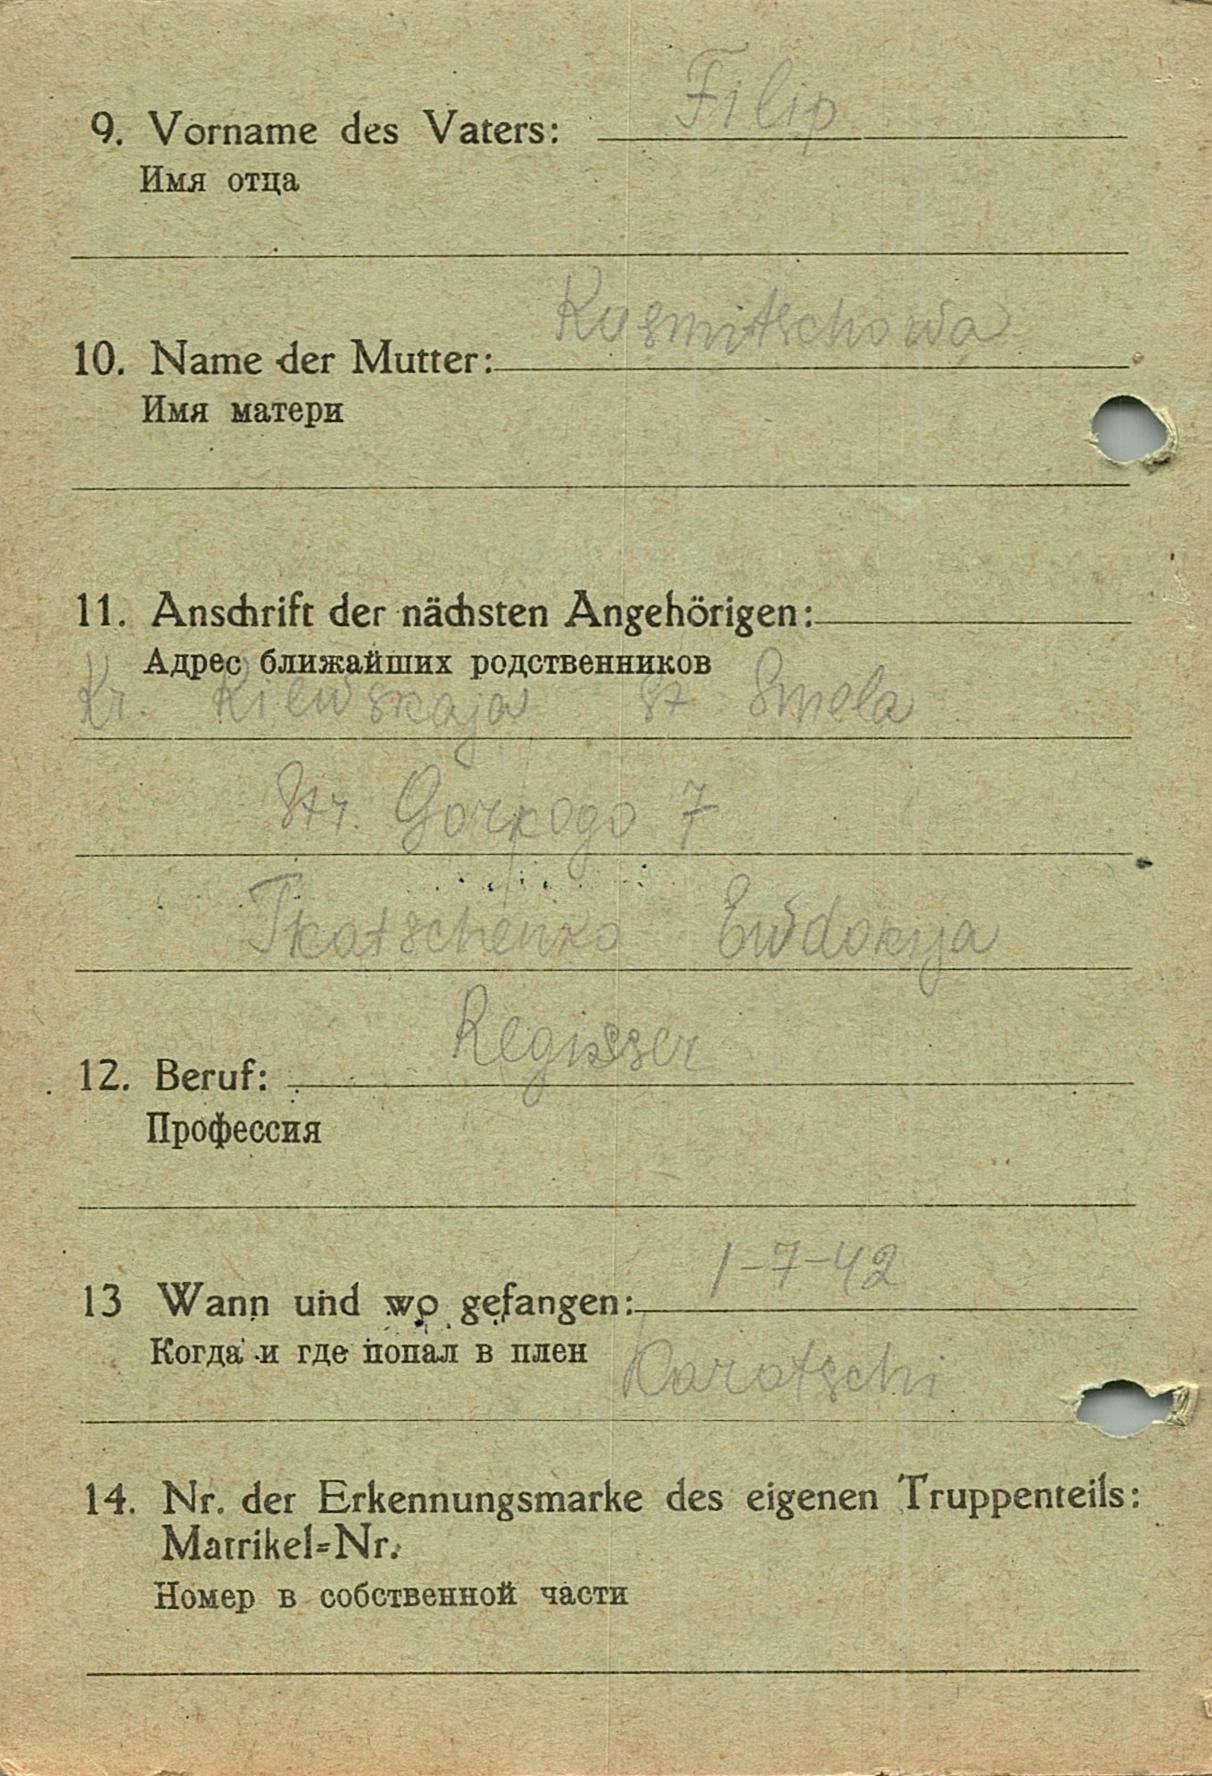 Filip
9. Vorname des Vaters:
Имя отца
Kusmitschowa
10. Name der Mutter:
Имя матери
11. Anschrift der nächsten Angehörigen:
Адрес ближайших родственников
Kr. Kiewskaja St Smela
Str. Gorkogo 7
Tkatschenko Ewdokija
Regisser
12. Beruf:
Профессия
1-7-42
13 Wann und wo gefangen:
Когда и где попал в плен
Karatschi
14. Nr. der Erkennungsmarke des eigenen Truppenteils:
Matrikel=Nr.
Номер в собственной части